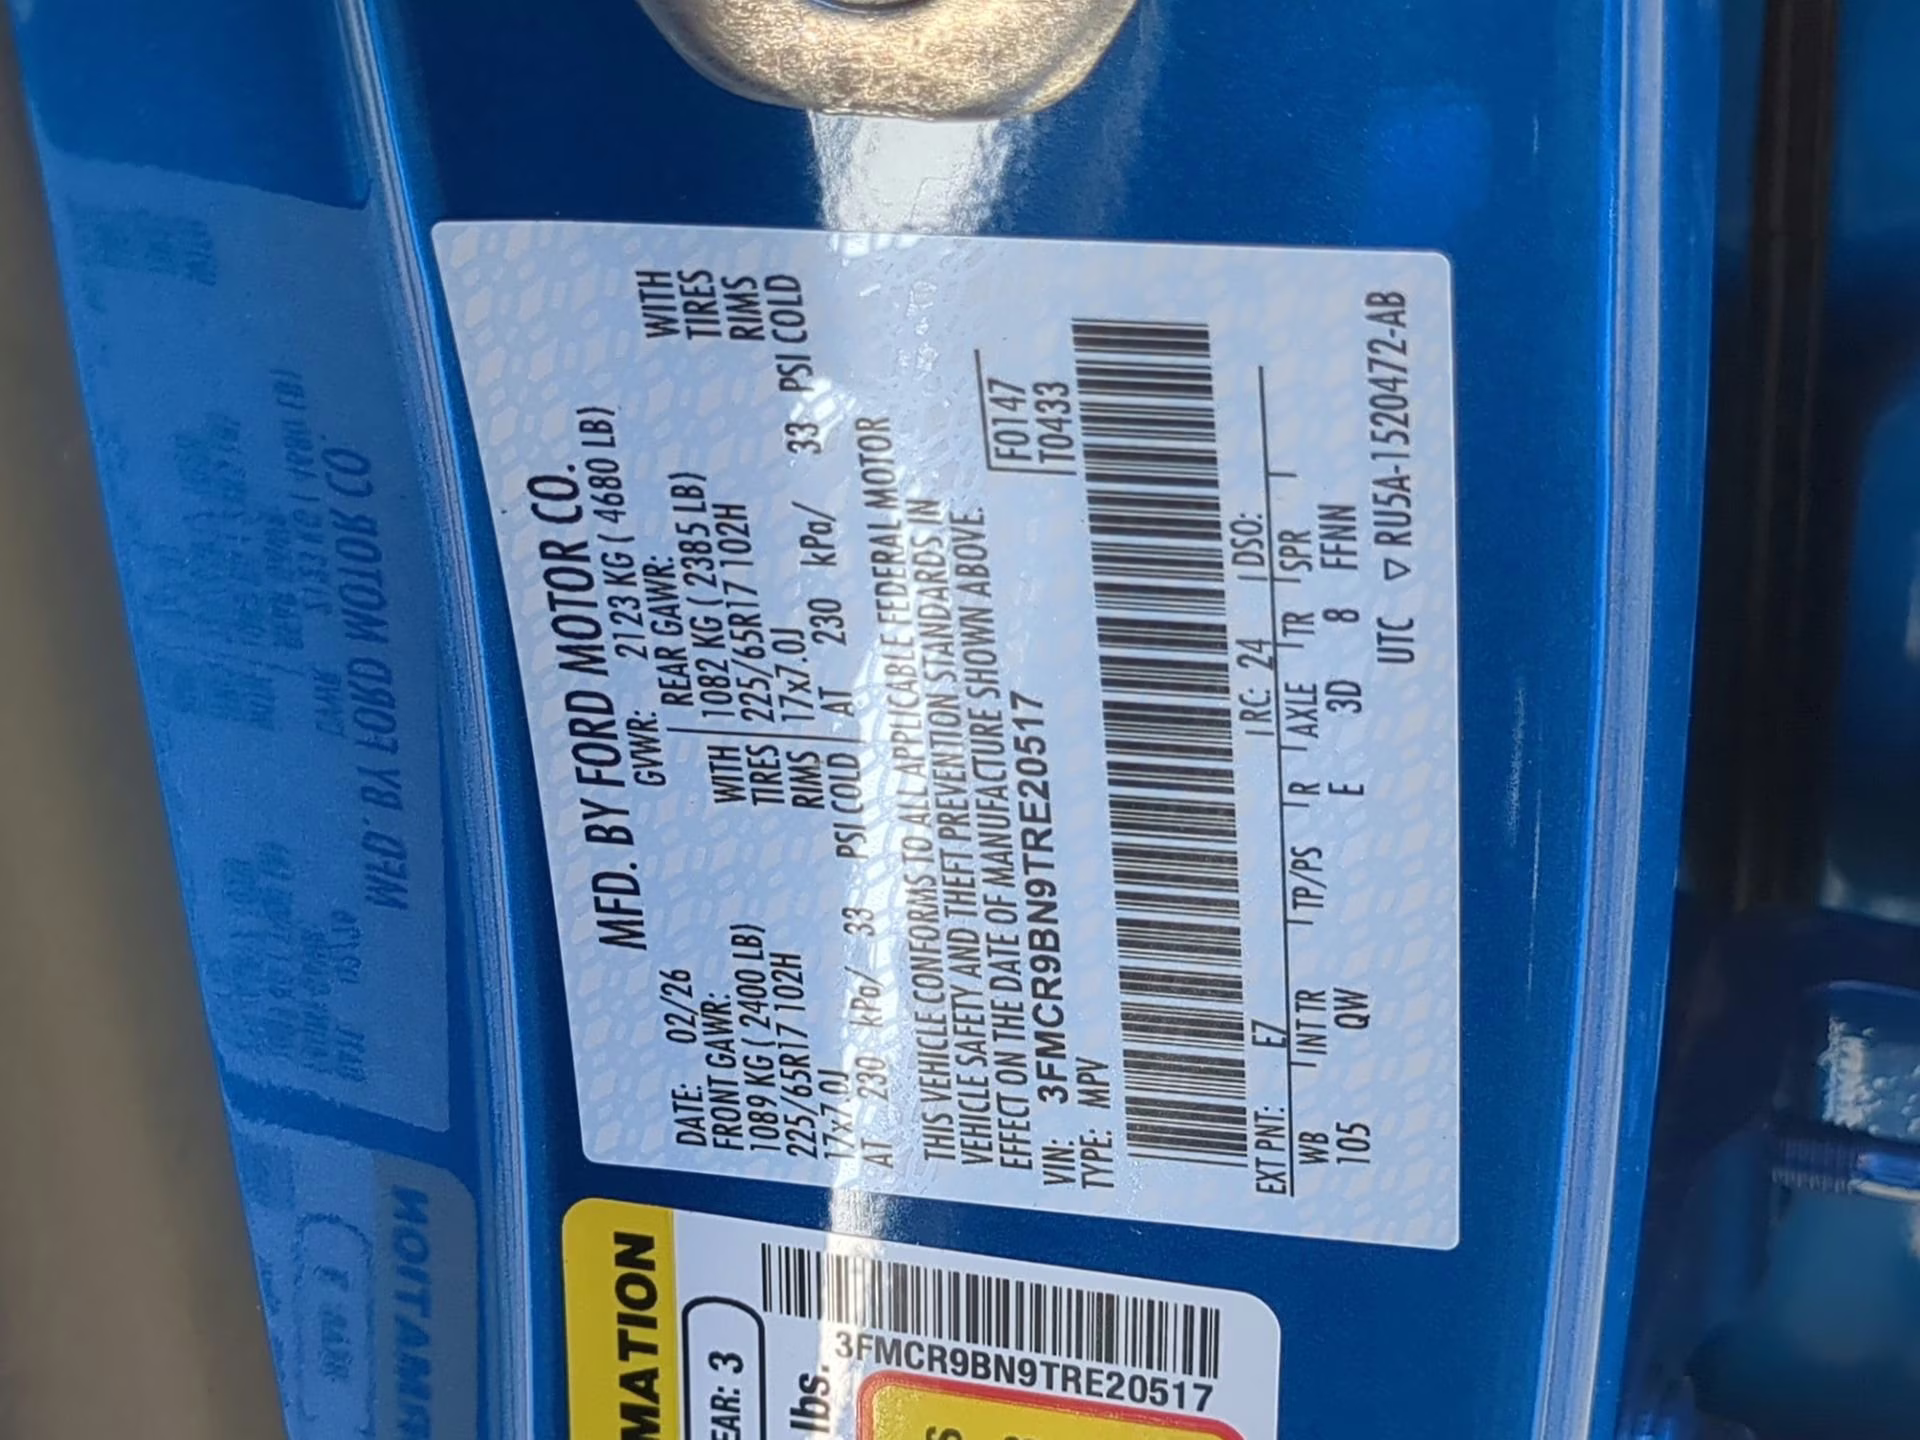 MFD. BY FORD MOTOR CO.
DATE: 02/26 GVWR: 2123 KG ( 4680 LB)
FRONT GAWR: REAR GAWR:
1089 KG ( 2400 LB) WITH 1082 KG ( 2385 LB) WITH
225/65R17 102H TIRES 225/65R17 102H TIRES
17x7.0J RIMS 17x7.0J RIMS
AT 230 kPa/ 33 PSI COLD AT 230 kPa/ 33 PSI COLD
THIS VEHICLE CONFORMS TO ALL APPLICABLE FEDERAL MOTOR
VEHICLE SAFETY AND THEFT PREVENTION STANDARDS IN
EFFECT ON THE DATE OF MANUFACTURE SHOWN ABOVE.
VIN: 3FMCR9BN9TRE20517 F0147
TYPE: MPV T0433
EXT PNT: E7 RC: 24 DSO:
WB INT TR TP/PS R AXLE TR SPR
105 QW E 3D 8 FFNN
UTC ▽ RU5A-1520472-AB
MATION
EAR: 3
lbs.
3FMCR9BN9TRE20517